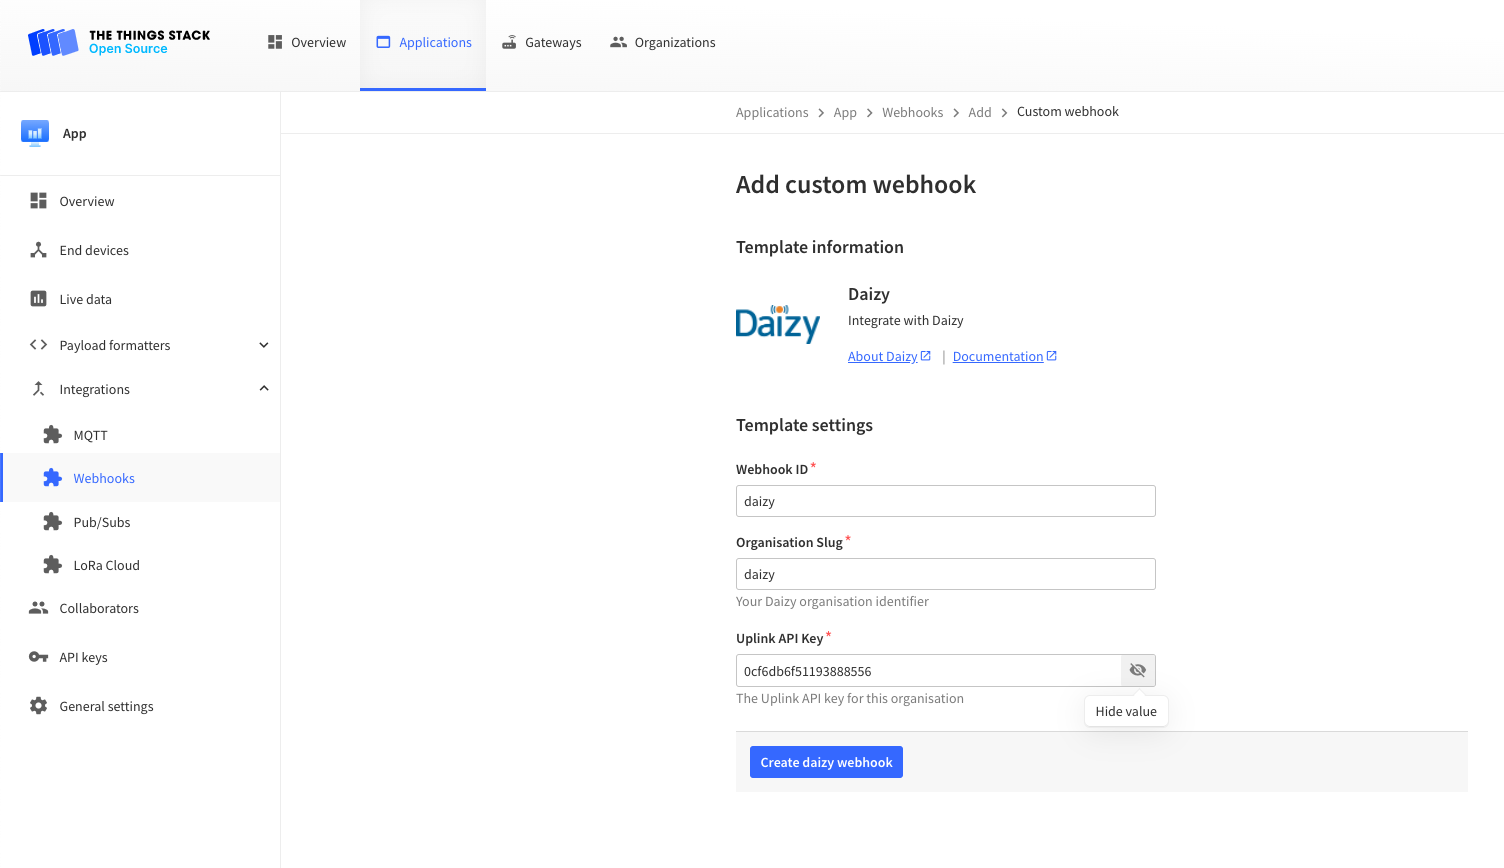 THE THINGS STACK
Open Source
Overview
Applications
Gateways
Organizations
App
Overview
End devices
Live data
Payload formatters
Integrations
MQTT
Webhooks
Pub/Subs
LoRa Cloud
Collaborators
API keys
General settings
Applications > App > Webhooks > Add > Custom webhook
Add custom webhook
Template information
Daizy
Daizy
Integrate with Daizy
About Daizy | Documentation
Template settings
Webhook ID*
daizy
Organisation Slug*
daizy
Your Daizy organisation identifier
Uplink API Key*
0cf6db6f51193888556
The Uplink API key for this organisation
Hide value
Create daizy webhook